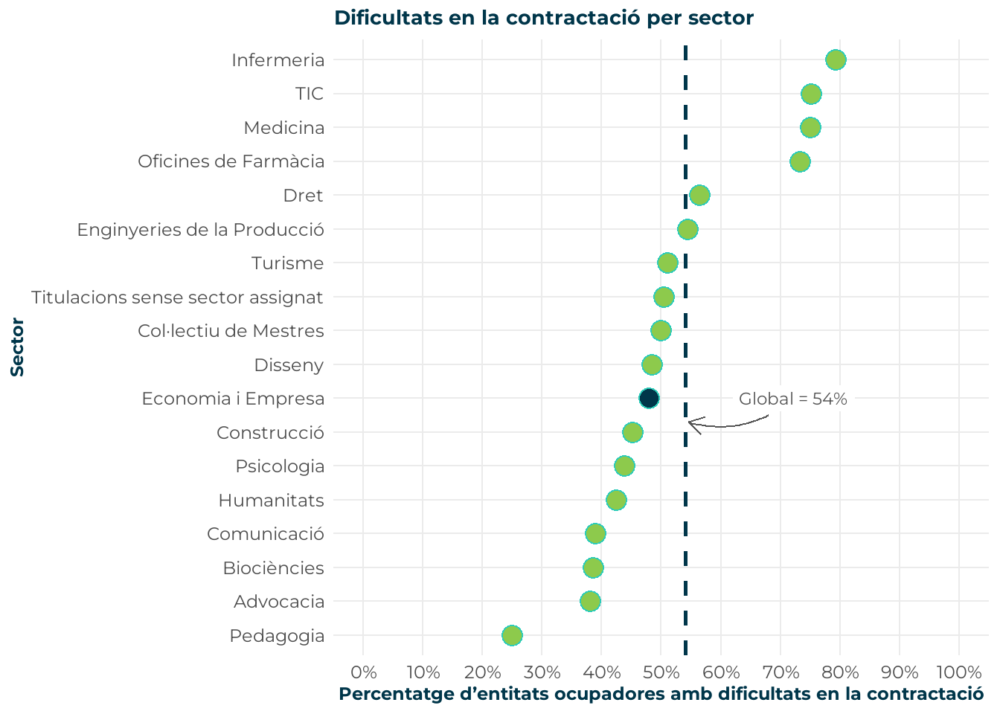 Dificultats en la contractació per sector
Infermeria
TIC
Medicina
Oficines de Farmàcia
Dret
Enginyeries de la Producció
Turisme
Titulacions sense sector assignat
Col·lectiu de Mestres
Disseny
Economia i Empresa
Construcció
Psicologia
Humanitats
Comunicació
Biociències
Advocacia
Pedagogia
Sector
Global = 54%
0% 10% 20% 30% 40% 50% 60% 70% 80% 90% 100%
Percentatge d’entitats ocupadores amb dificultats en la contractació